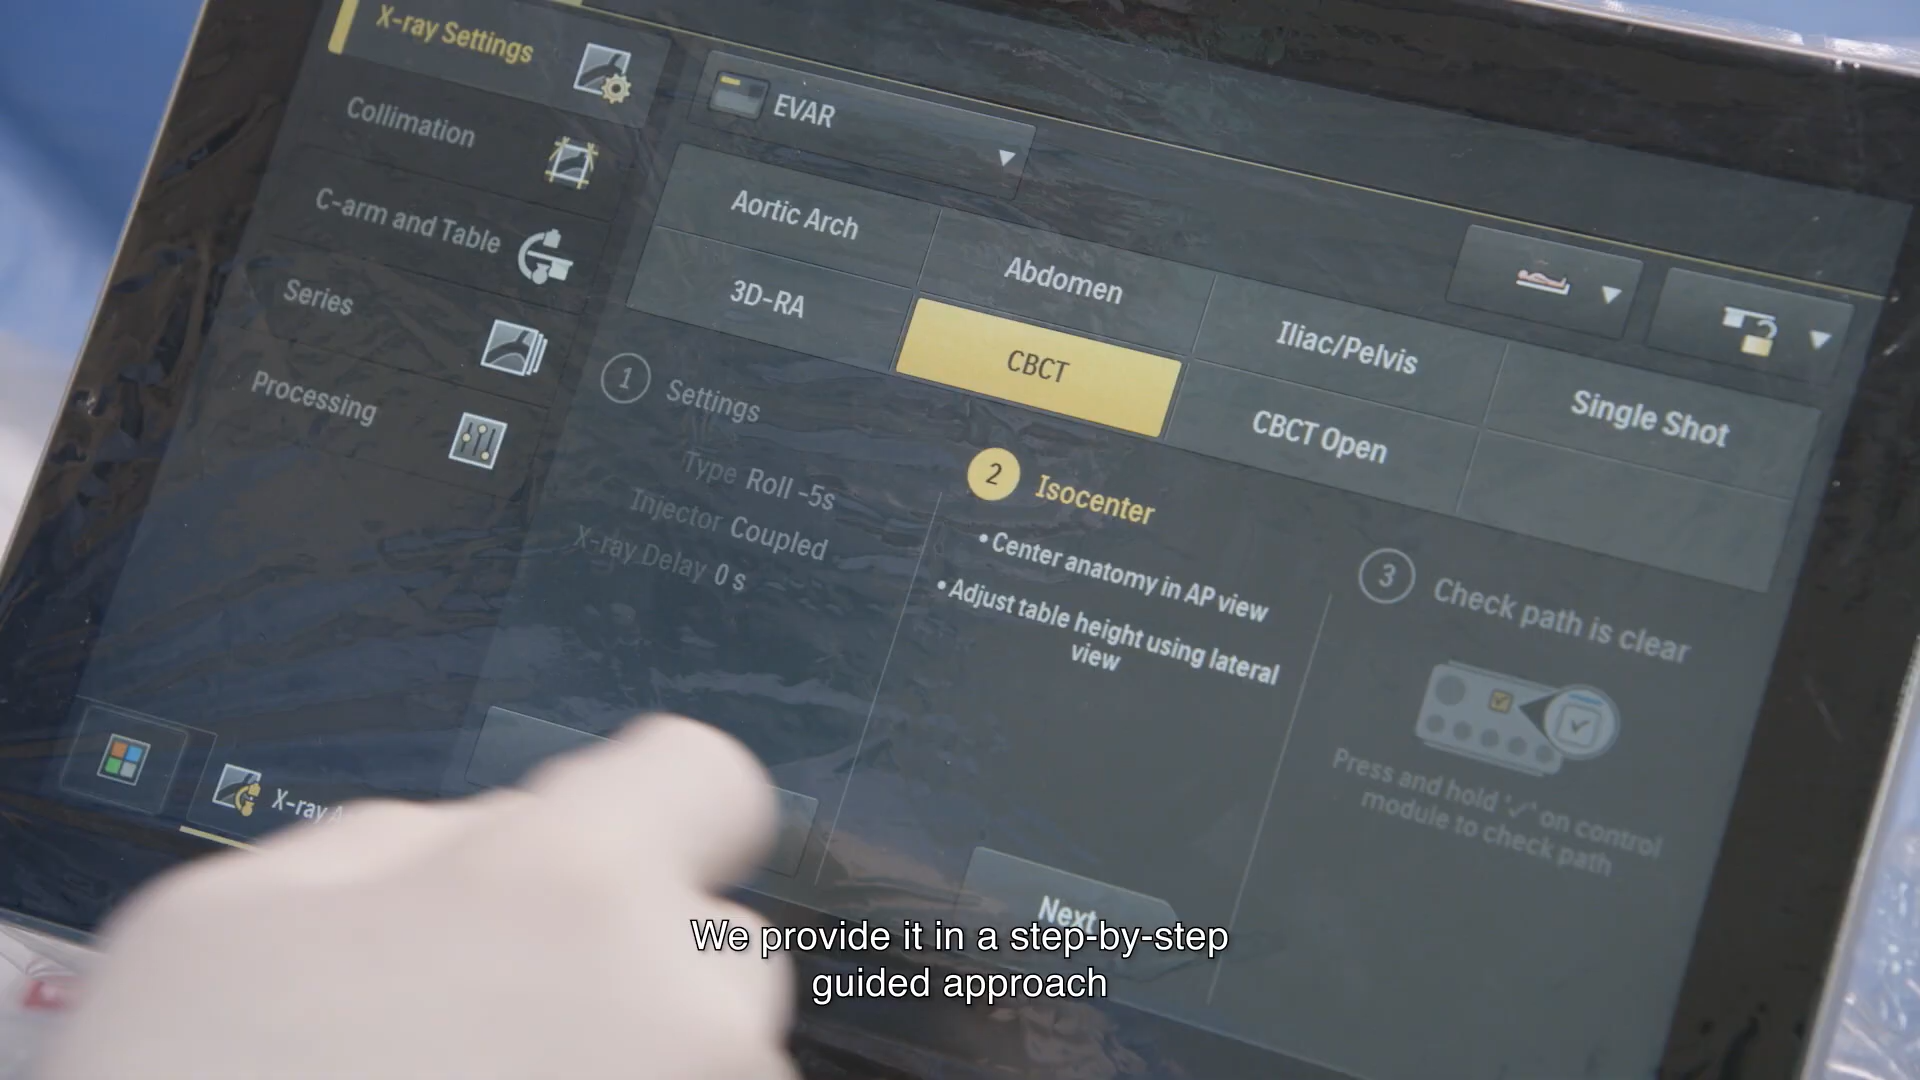 X-ray Settings
Collimation
C-arm and Table
Series
Processing
X-ray
EVAR
Aortic Arch
Abdomen
Iliac/Pelvis
Single Shot
3D-RA
CBCT
CBCT Open
1 Settings
Type Roll -5s
Injector Coupled
X-ray Delay 0 s
2 Isocenter
• Center anatomy in AP view
• Adjust table height using lateral
view
Next
3 Check path is clear
Press and hold '✓' on control
module to check path
We provide it in a step-by-step
guided approach